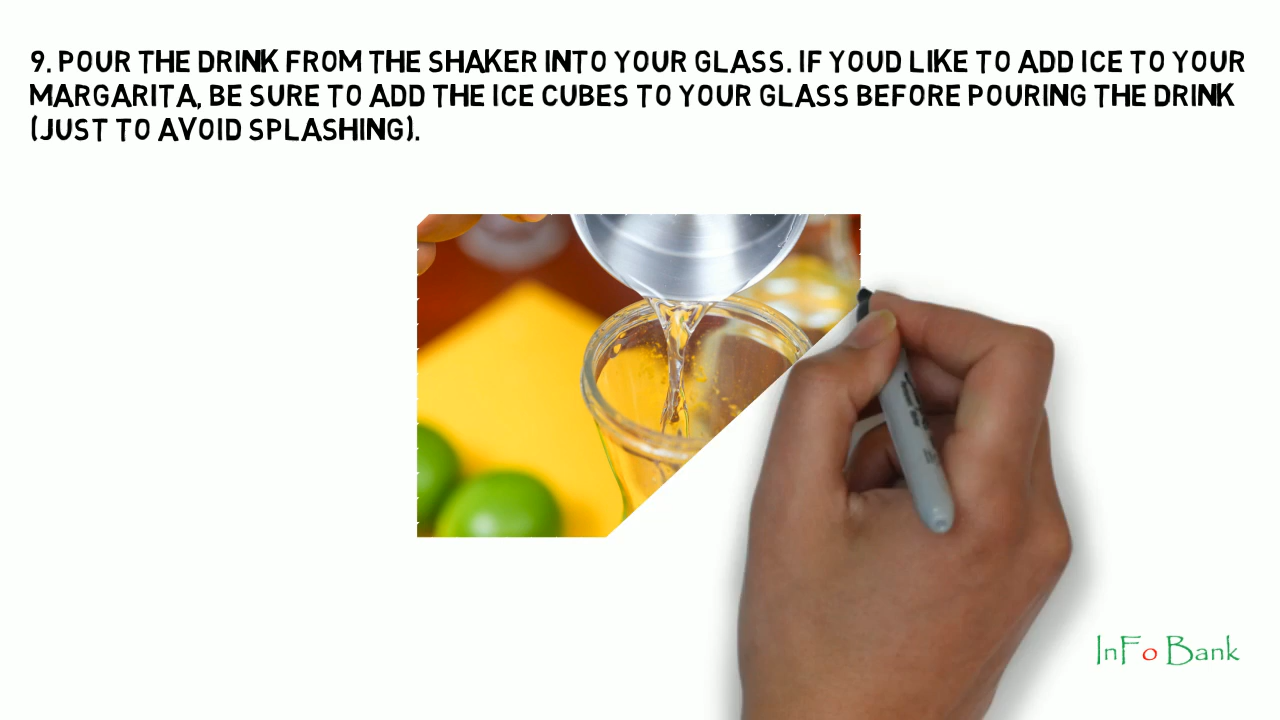 9. POUR THE DRINK FROM THE SHAKER INTO YOUR GLASS. IF YOUD LIKE TO ADD ICE TO YOUR
MARGARITA, BE SURE TO ADD THE ICE CUBES TO YOUR GLASS BEFORE POURING THE DRINK
(JUST TO AVOID SPLASHING).
InFo Bank